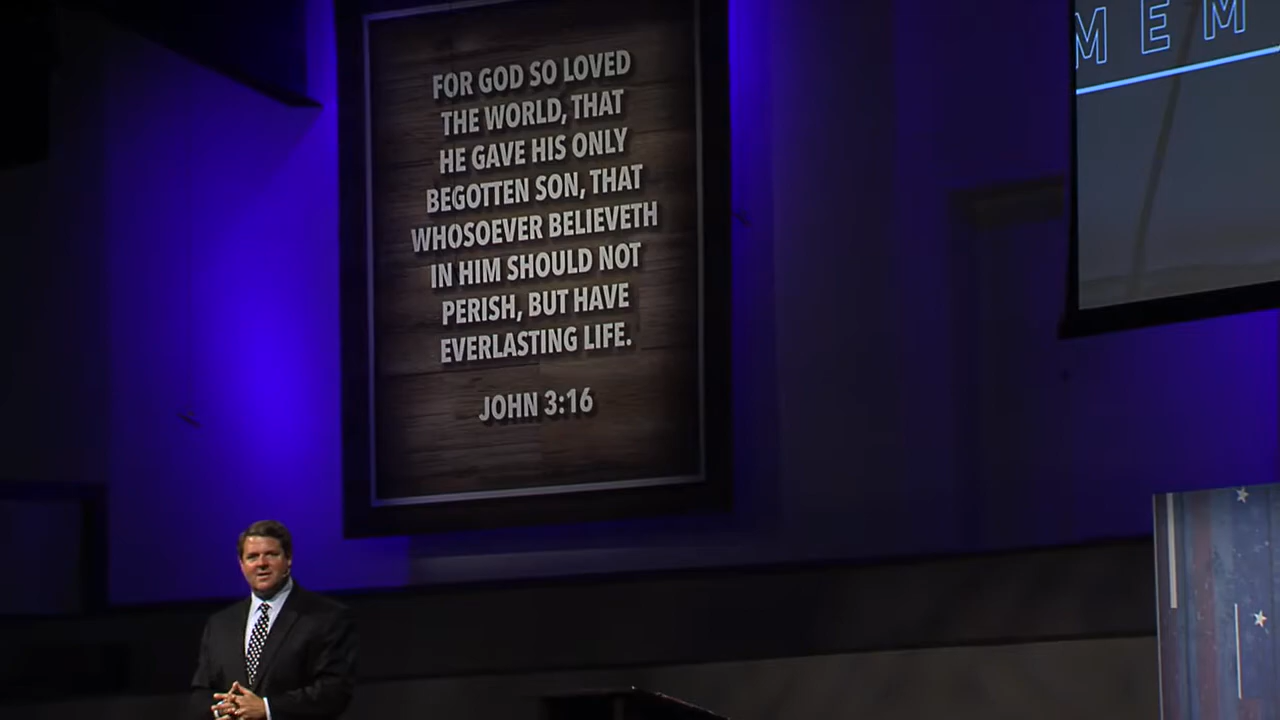 FOR GOD SO LOVED
THE WORLD, THAT
HE GAVE HIS ONLY
BEGOTTEN SON, THAT
WHOSOEVER BELIEVETH
IN HIM SHOULD NOT
PERISH, BUT HAVE
EVERLASTING LIFE.
JOHN 3:16
MEM